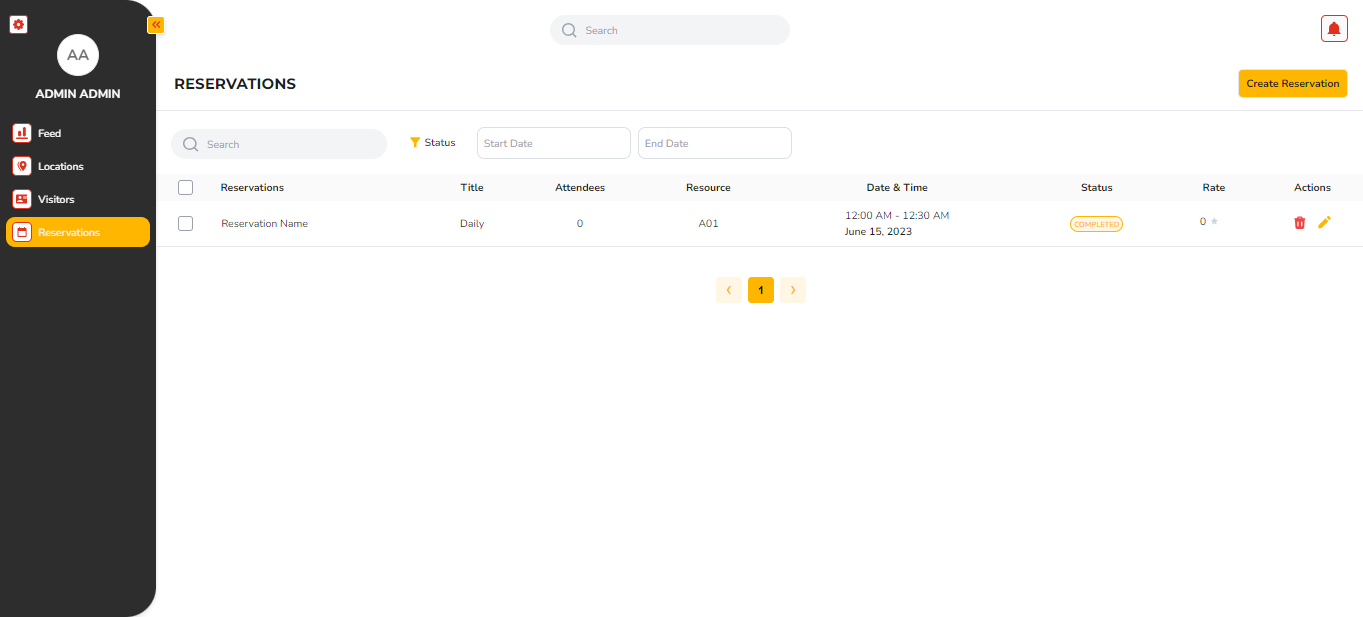 Search
AA
ADMIN ADMIN
Feed
Locations
Visitors
Reservations
RESERVATIONS
Create Reservation
Search
Status
Start Date
End Date
Reservations Title Attendees Resource Date & Time Status Rate Actions
Reservation Name Daily 0 A01 12:00 AM - 12:30 AM COMPLETED 0
June 15, 2023
1